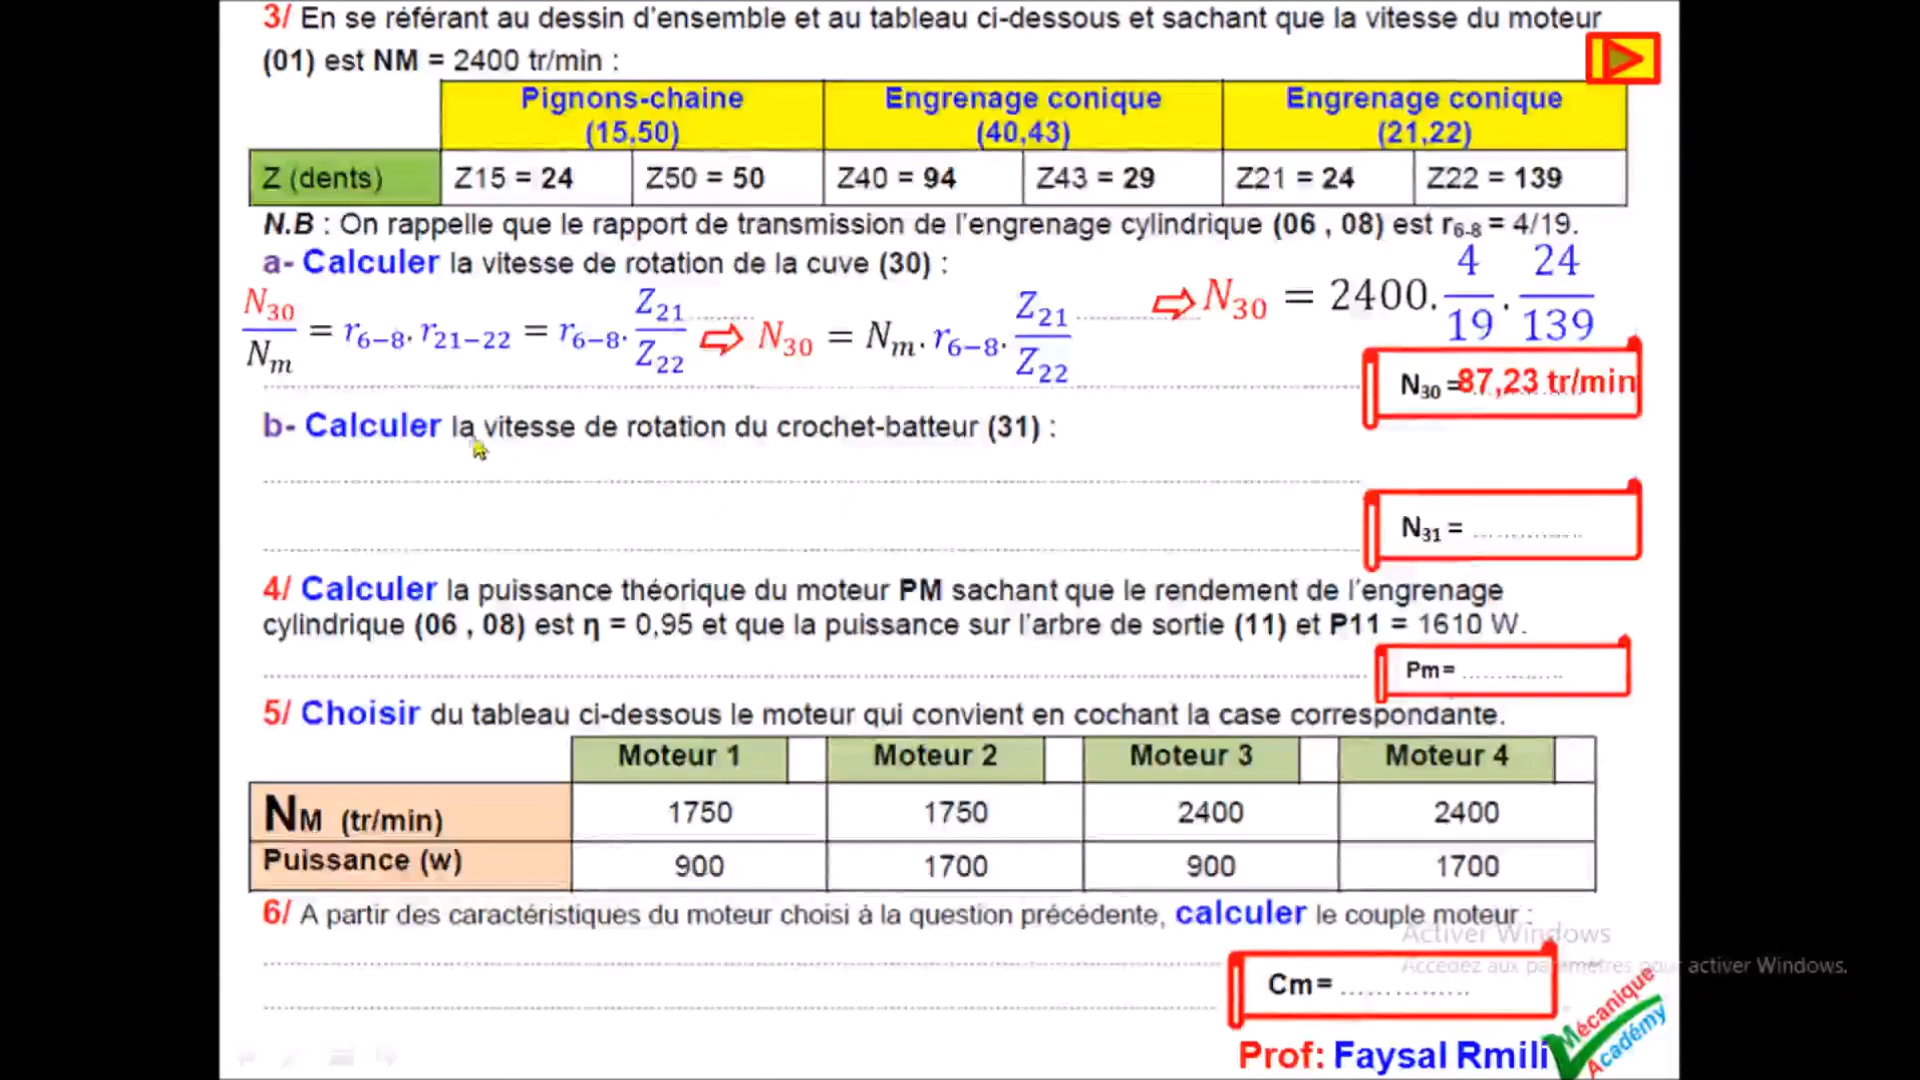 3/ En se référant au dessin d'ensemble et au tableau ci-dessous et sachant que la vitesse du moteur
(01) est NM = 2400 tr/min :
Pignons-chaine (15,50) Engrenage conique (40,43) Engrenage conique (21,22)
Z (dents) Z15 = 24 Z50 = 50 Z40 = 94 Z43 = 29 Z21 = 24 Z22 = 139
N.B : On rappelle que le rapport de transmission de l'engrenage cylindrique (06 , 08) est r6-8 = 4/19.
a- Calculer la vitesse de rotation de la cuve (30) :
N30/Nm = r6−8. r21−22 = r6−8. Z21/Z22 ⇨ N30 = Nm. r6−8. Z21/Z22 ⇨ N30 = 2400. 4/19 . 24/139
N30 = 87,23 tr/min
b- Calculer la vitesse de rotation du crochet-batteur (31) :
N31 = ...............
4/ Calculer la puissance théorique du moteur PM sachant que le rendement de l'engrenage
cylindrique (06 , 08) est η = 0,95 et que la puissance sur l'arbre de sortie (11) et P11 = 1610 W.
Pm= ...............
5/ Choisir du tableau ci-dessous le moteur qui convient en cochant la case correspondante.
Moteur 1 Moteur 2 Moteur 3 Moteur 4
NM (tr/min) 1750 1750 2400 2400
Puissance (w) 900 1700 900 1700
6/ A partir des caractéristiques du moteur choisi à la question précédente, calculer le couple moteur :
Activer Windows
Accédez aux paramètres pour activer Windows.
Cm= ...............
Prof: Faysal Rmili
Mécanique
Académy